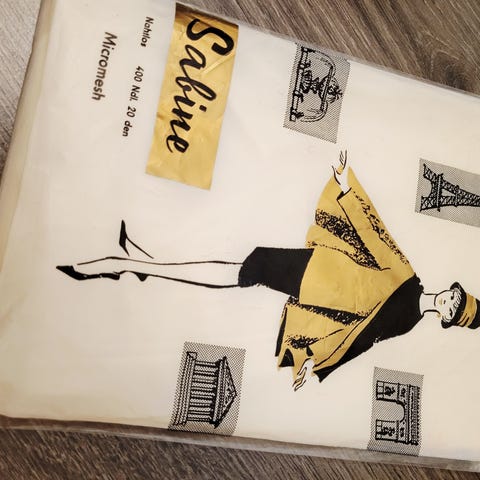 Sabine
Nahtlos 400 Ndl. 20 den
Micromesh